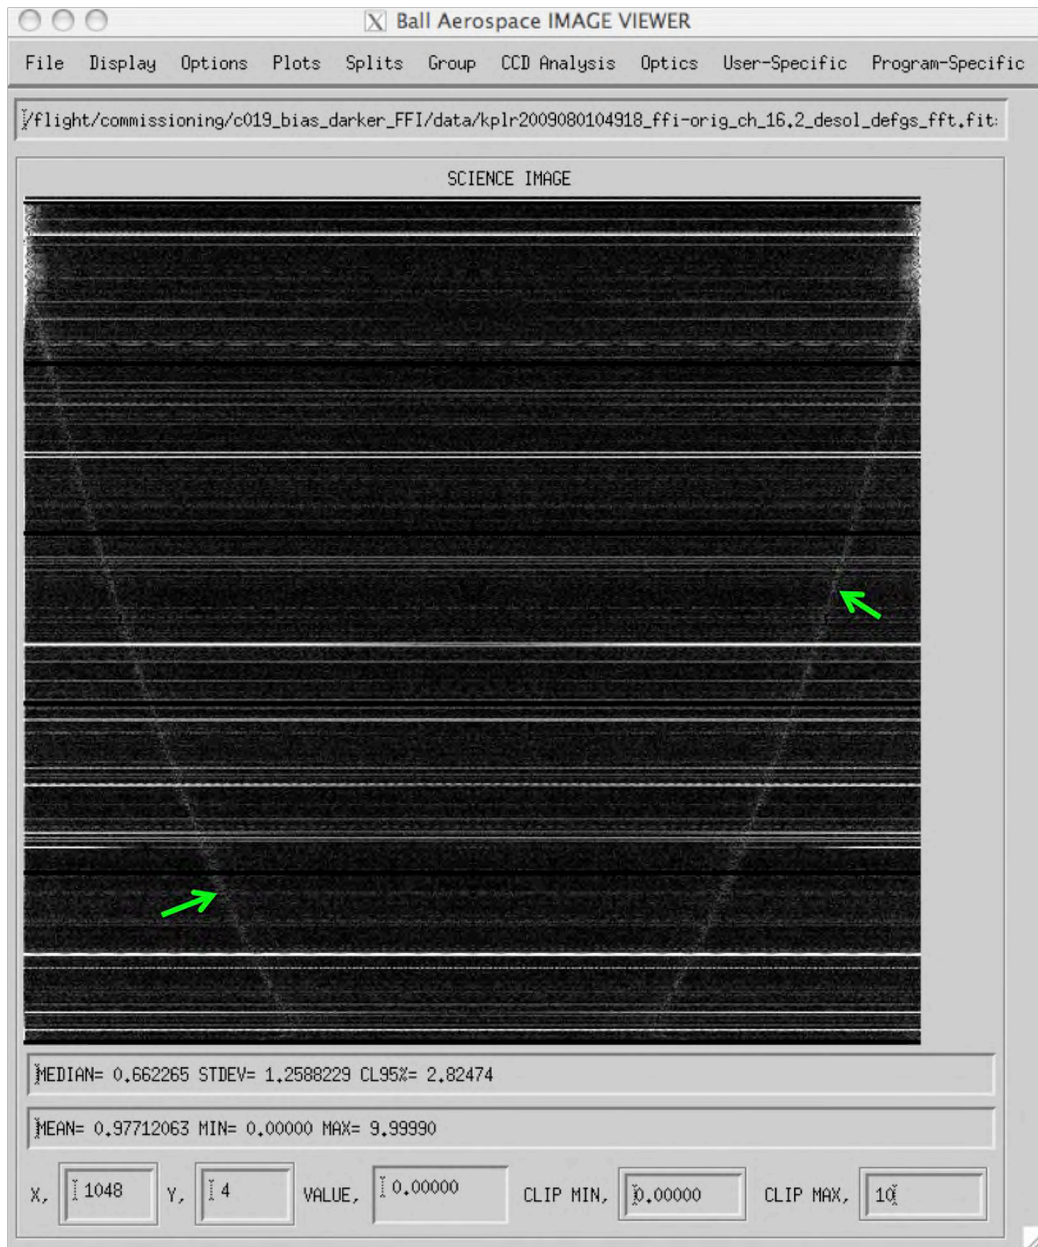 X Ball Aerospace IMAGE VIEWER
File Display Options Plots Splits Group CCD Analysis Optics User-Specific Program-Specific
/flight/commissioning/c019_bias_darker_FFI/data/kplr2009080104918_ffi-orig_ch_16.2_desol_defgs_fft.fit
SCIENCE IMAGE
MEDIAN= 0.662265 STDEV= 1.2588229 CL95%= 2.82474
MEAN= 0.97712063 MIN= 0.00000 MAX= 9.99990
X, 1048 Y, 4 VALUE, 0.00000 CLIP MIN, 0.00000 CLIP MAX, 10